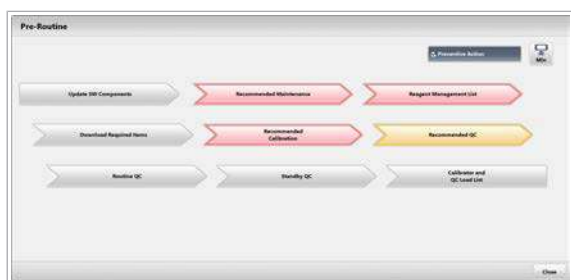 Pre-Routine
Preventive Action
Min
Update SW Components
Recommended Maintenance
Reagent Management List
Download Required Items
Recommended
Calibration
Recommended QC
Routine QC
Standby QC
Calibrator and
QC Load List
Close